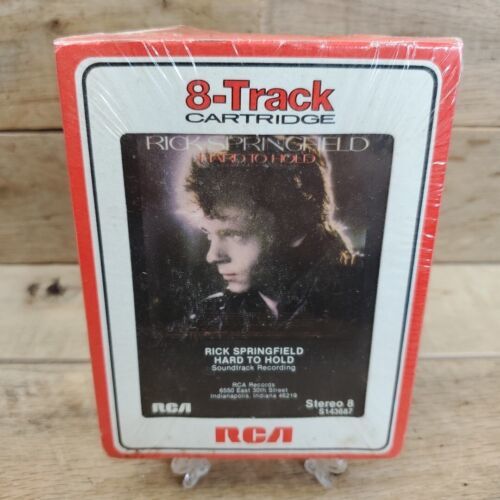 8-Track
CARTRIDGE
RICK SPRINGFIELD
HARD TO HOLD
RICK SPRINGFIELD
HARD TO HOLD
Soundtrack Recording
RCA Records
6550 East 30th Street
Indianapolis, Indiana 46219
RCA
Stereo 8
S143687
RCA